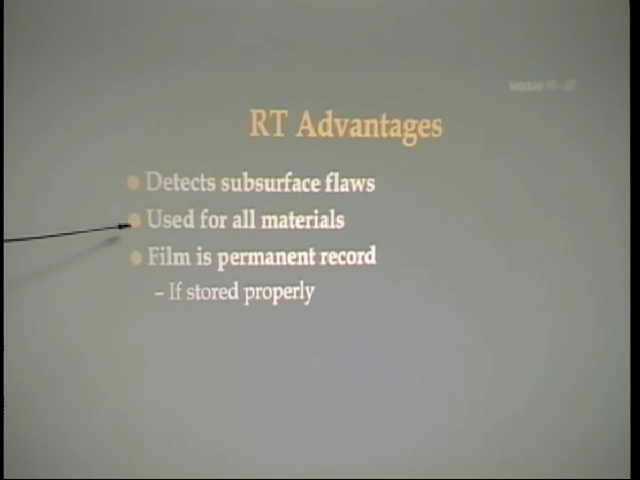 RT Advantages
Detects subsurface flaws
Used for all materials
Film is permanent record
– If stored properly